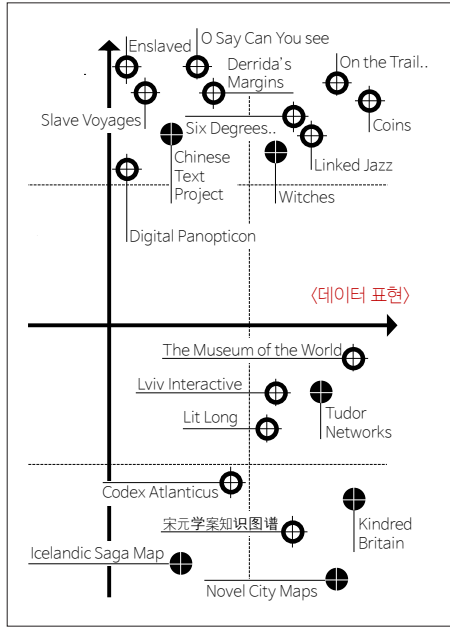 O Say Can You see
Enslaved
Derrida's
Margins
On the Trail..
Slave Voyages
Six Degrees..
Coins
Chinese
Text
Project
Linked Jazz
Witches
Digital Panopticon
〈데이터 표현〉
The Museum of the World
Lviv Interactive
Lit Long
Tudor
Networks
Codex Atlanticus
宋元学案知识图谱
Kindred
Britain
Icelandic Saga Map
Novel City Maps